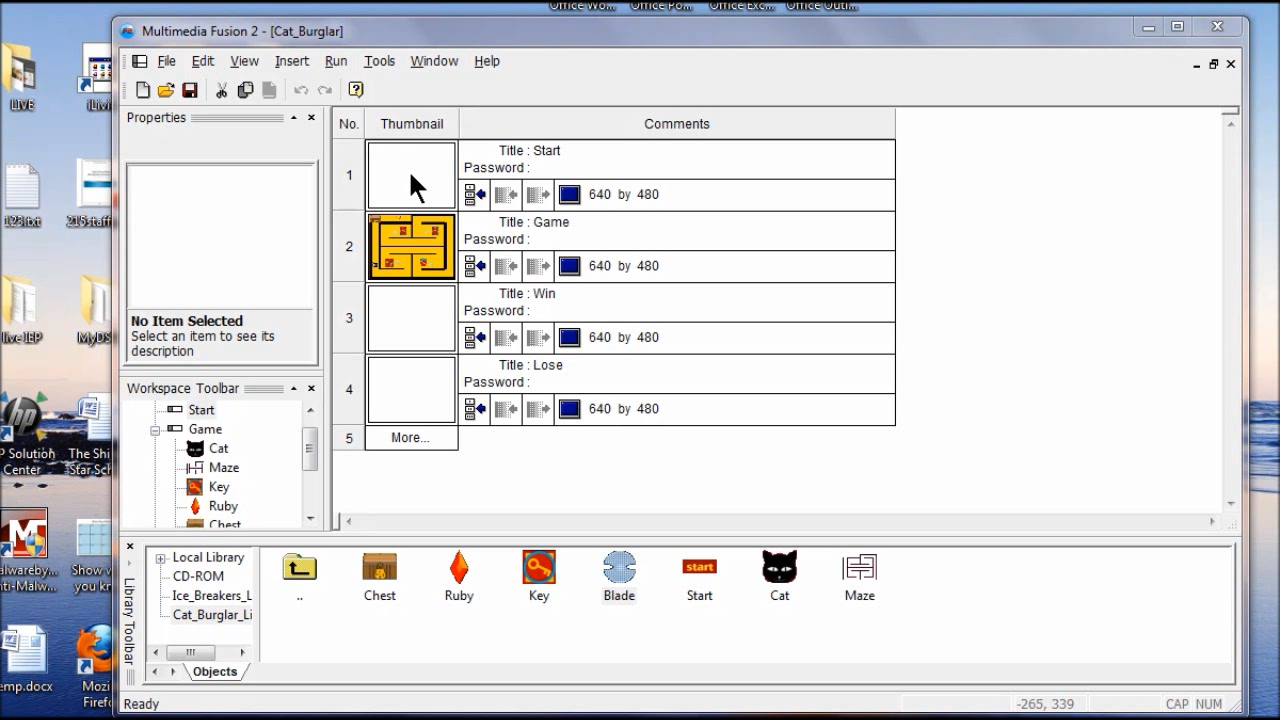 Office Wo... Office Po... Office Exc... Office Outl...
Multimedia Fusion 2 - [Cat_Burglar]
File Edit View Insert Run Tools Window Help
LIVE
123.txt
215staff
live IEP
MyDS
P Solution
Center
The Shi
Star Sch
alwareby...
nti-Malw...
Show
you kn
emp.docx
Mozi
Firef
Properties
No Item Selected
Select an item to see its
description
Workspace Toolbar
Start
Game
Cat
Maze
Key
Ruby
Chest
No. Thumbnail Comments
1
Title : Start
Password :
640 by 480
2
Title : Game
Password :
640 by 480
3
Title : Win
Password :
640 by 480
4
Title : Lose
Password :
640 by 480
5 More...
Library Toolbar
Local Library
CD-ROM
Ice_Breakers_L
Cat_Burglar_Li
Objects
start
.. Chest Ruby Key Blade Start Cat Maze
Ready
-265, 339
CAP NUM